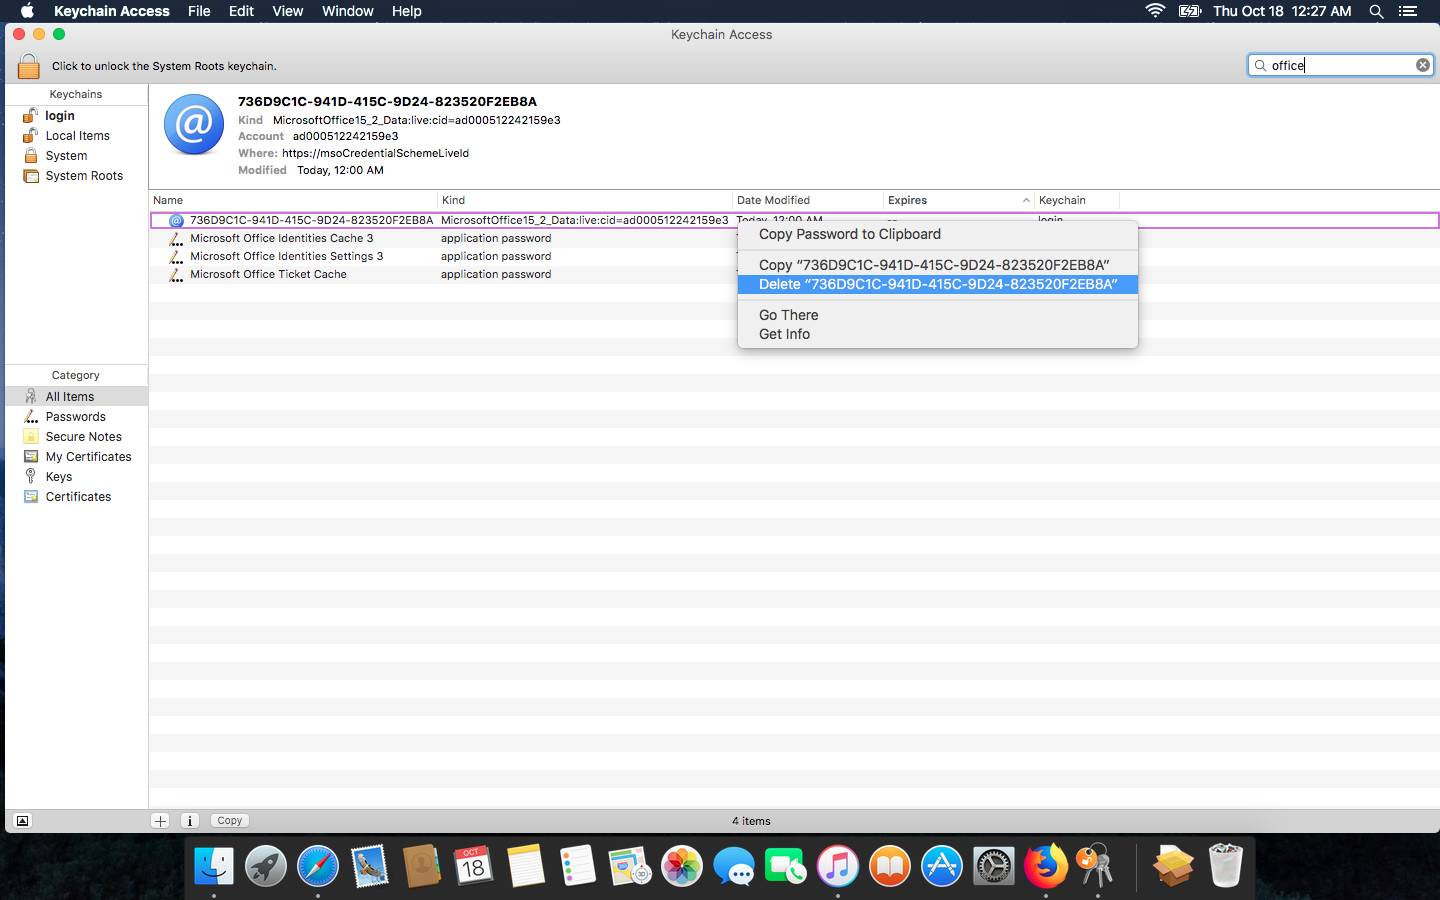 Keychain Access File Edit View Window Help Thu Oct 18 12:27 AM
Keychain Access
Click to unlock the System Roots keychain.
office
Keychains
login
Local Items
System
System Roots
736D9C1C-941D-415C-9D24-823520F2EB8A
Kind MicrosoftOffice15_2_Data:live:cid=ad000512242159e3
Account ad000512242159e3
Where: https://msoCredentialSchemeLiveId
Modified Today, 12:00 AM
Name Kind Date Modified Expires Keychain
736D9C1C-941D-415C-9D24-823520F2EB8A MicrosoftOffice15_2_Data:live:cid=ad000512242159e3 Today, 12:00 AM -- login
Microsoft Office Identities Cache 3 application password
Microsoft Office Identities Settings 3 application password
Microsoft Office Ticket Cache application password
Copy Password to Clipboard
Copy “736D9C1C-941D-415C-9D24-823520F2EB8A”
Delete “736D9C1C-941D-415C-9D24-823520F2EB8A”
Go There
Get Info
Category
All Items
Passwords
Secure Notes
My Certificates
Keys
Certificates
Copy
4 items
OCT
18